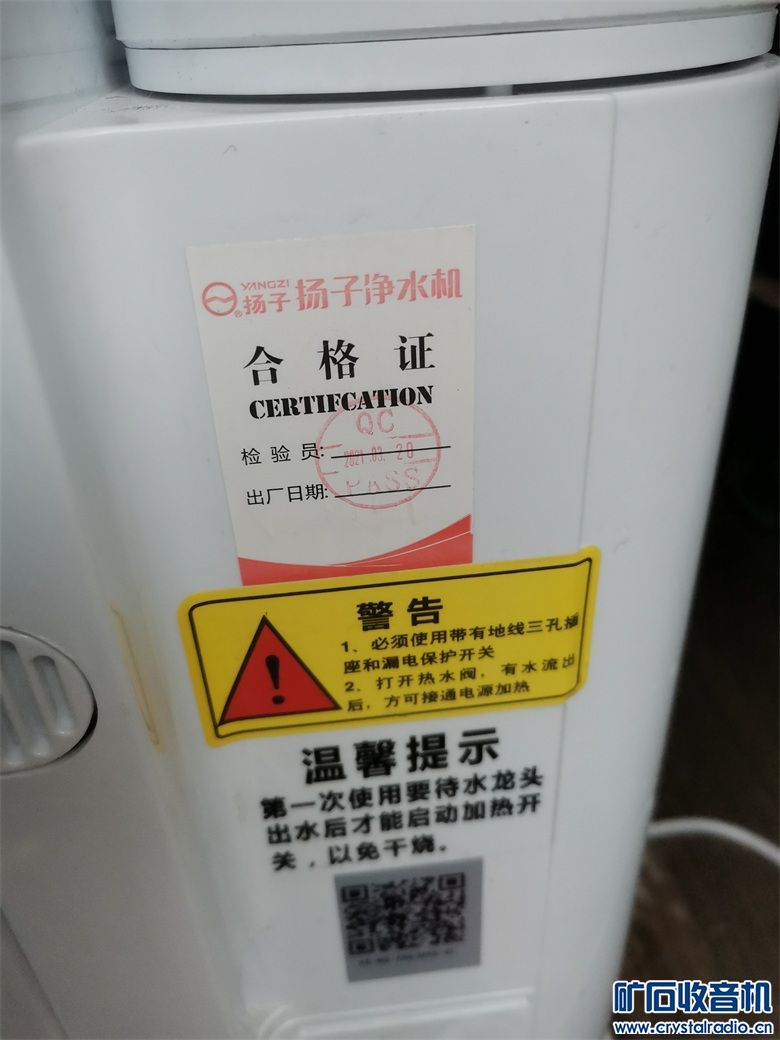 YANGZI
扬子® 扬子净水机
合格证
CERTIFCATION
QC
检验员:
2021.03.20
出厂日期:
PASS
警告
1、必须使用带有地线三孔插
座和漏电保护开关
2、打开热水阀，有水流出
后，方可接通电源加热
温馨提示
第一次使用要待水龙头
出水后才能启动加热开
关，以免干烧。
矿石收音机
www.crystalradio.cn